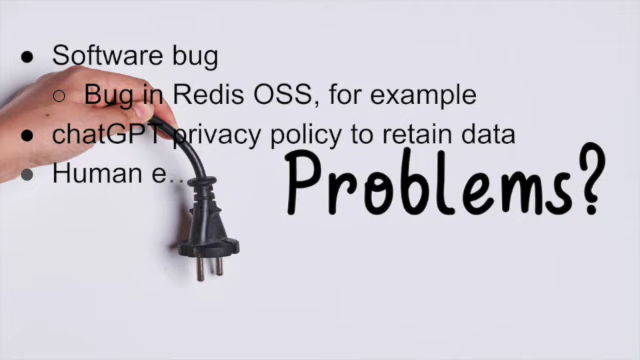 Software bug
Bug in Redis OSS, for example
chatGPT privacy policy to retain data
Human e…
Problems?